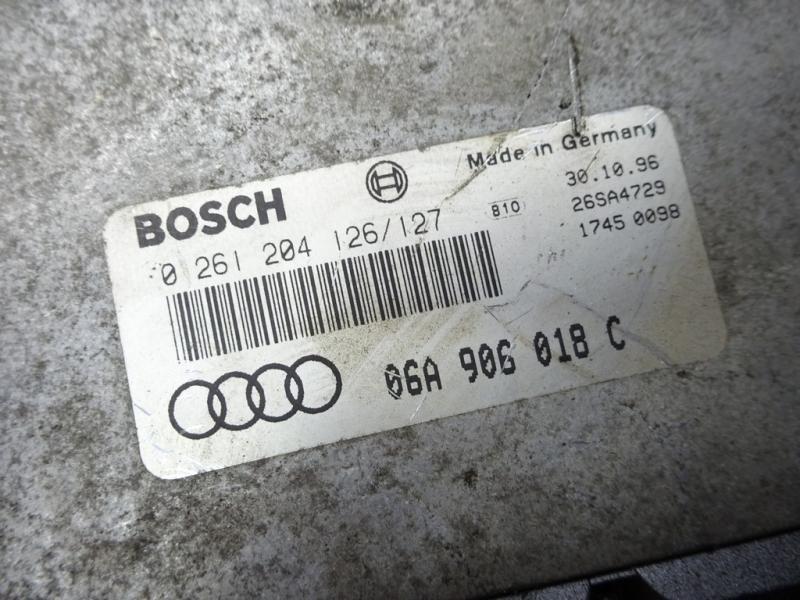 Made in Germany
BOSCH
30.10.96
0 261 204 126/127
810
26SA4729
1745 0098
06A 906 018 C